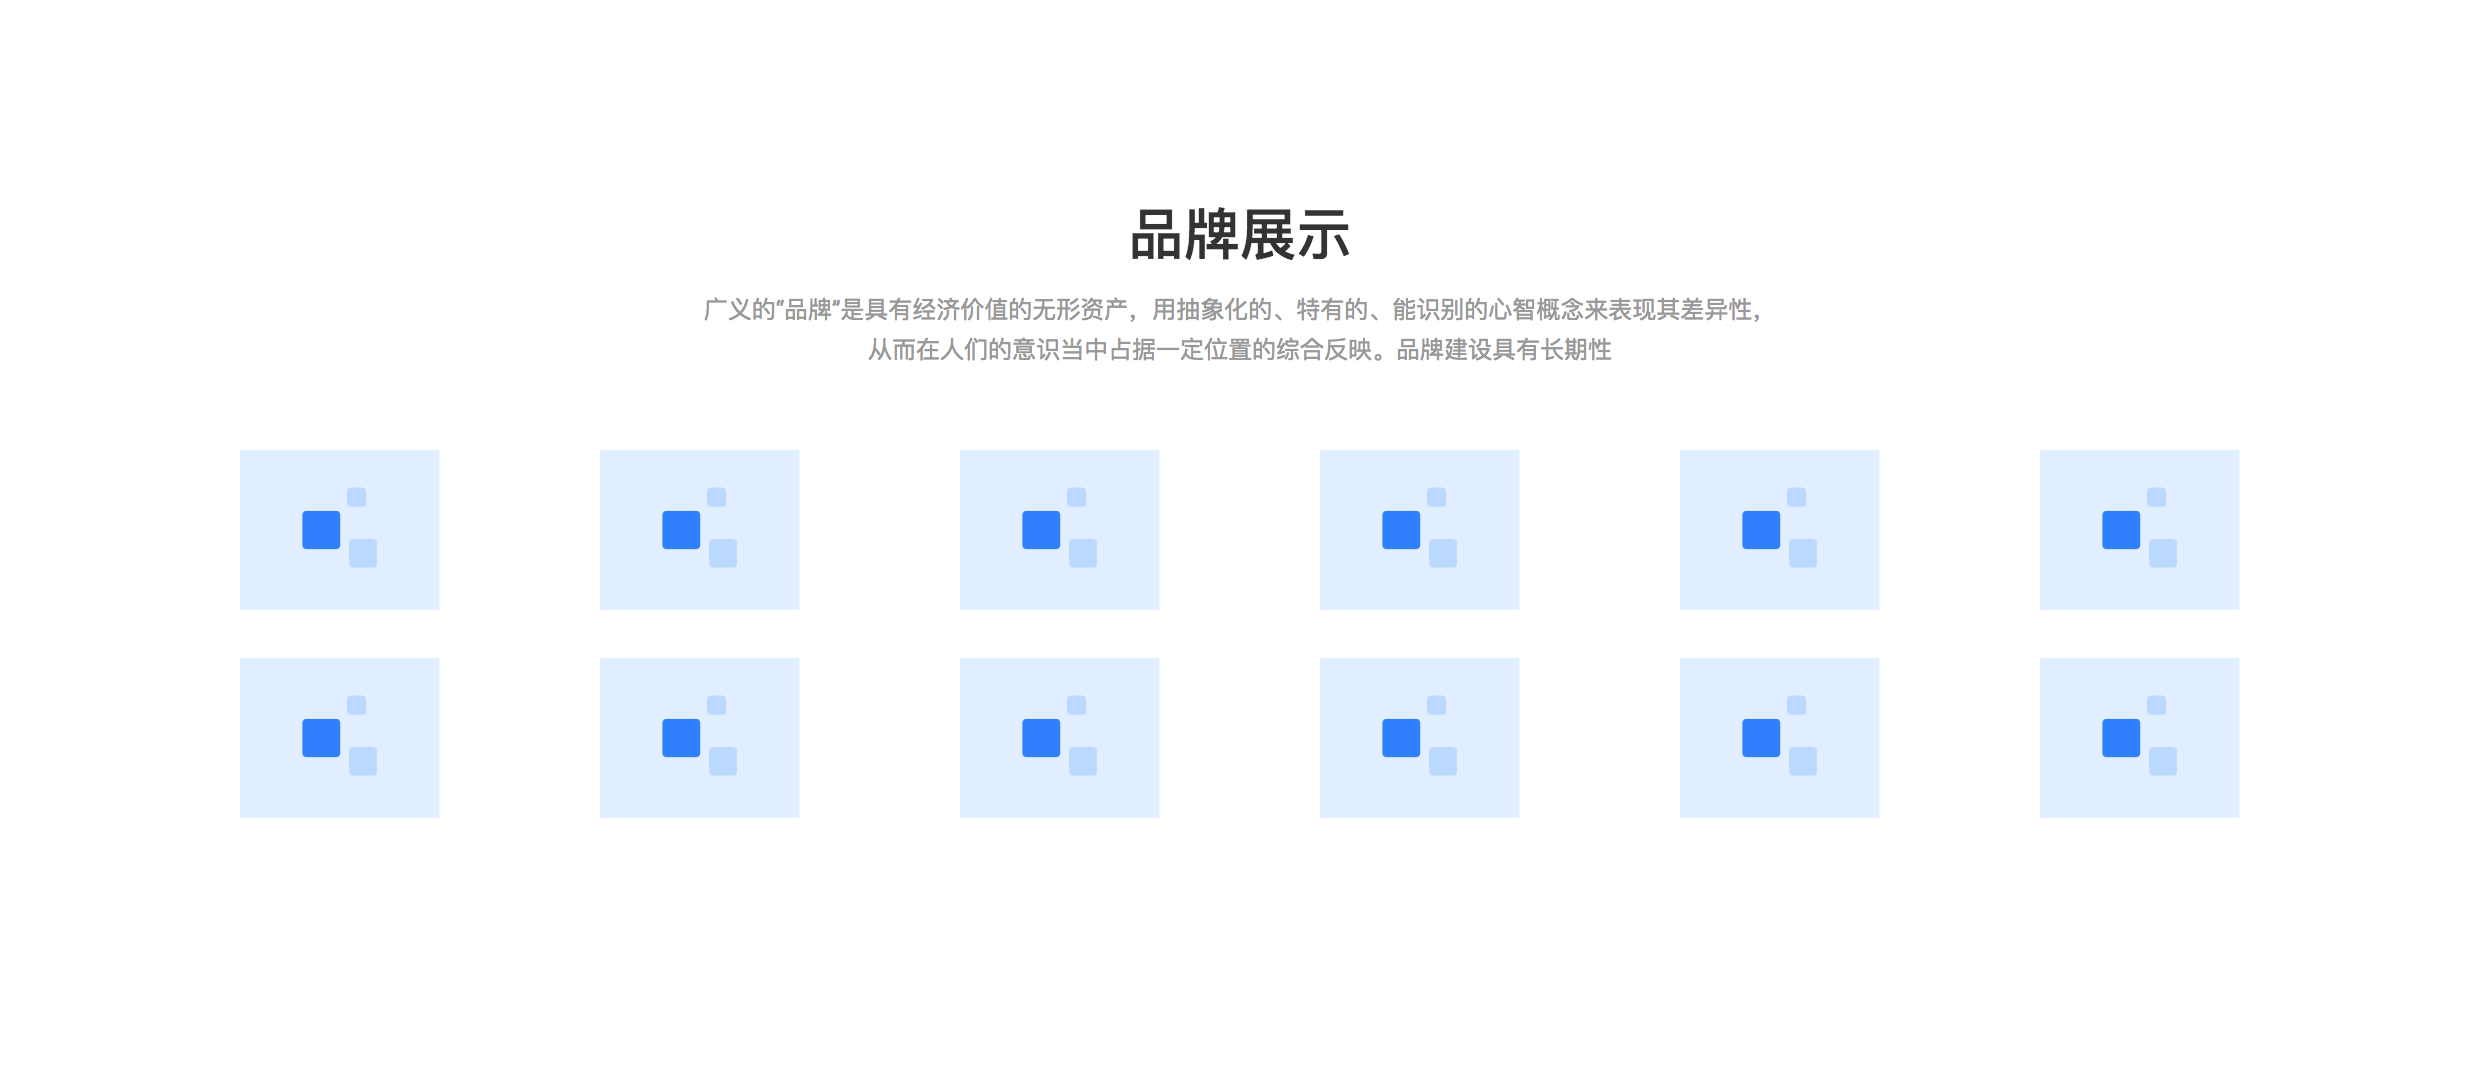 品牌展示
广义的“品牌”是具有经济价值的无形资产，用抽象化的、特有的、能识别的心智概念来表现其差异性，
从而在人们的意识当中占据一定位置的综合反映。品牌建设具有长期性